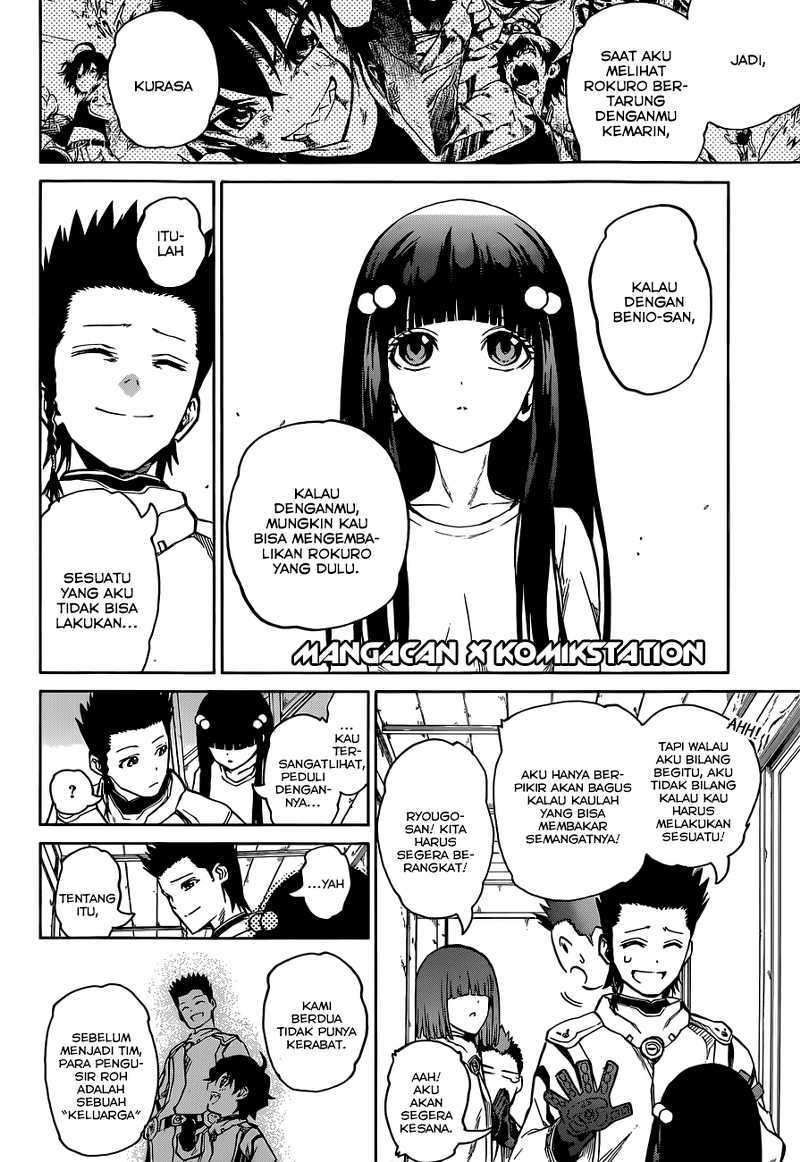 JADI,
SAAT AKU
MELIHAT
ROKURO BER-
TARUNG
DENGANMU
KEMARIN,
KURASA
KALAU
DENGAN
BENIO-SAN,
KALAU
DENGANMU,
MUNGKIN KAU
BISA MENGEMBA-
LIKAN ROKURO
YANG DULU.
ITU-
LAH
SESUATU
YANG AKU
TIDAK BISA
LAKUKAN...
MANGACAN X KOMIKSTATION
AHH!
TAPI WALAU
AKU BILANG
BEGITU, AKU
TIDAK BILANG
KALAU KAU
HARUS
MELAKUKAN
SESUATU!
AKU HANYA BER-
PIKIR AKAN BAGUS
KALAU KAULAH
YANG BISA
MEMBAKAR
SEMANGATNYA!
RYOUGO-
SAN! KITA
HARUS
SEGERA BE-
RANGKAT!
AAH!
AKU
AKAN
SEGERA
KESANA.
...
KAU
TER-
SANGATLIHAT,
PEDULI
DENGAN-
NYA...
?
...YAH
TENTANG
ITU,
KAMI
BERDUA
TIDAK PUNYA
KERABAT.
SEBELUM
MENJADI TIM,
PARA PENGU-
SIR ROH
ADALAH
SEBUAH
"KELUARGA"